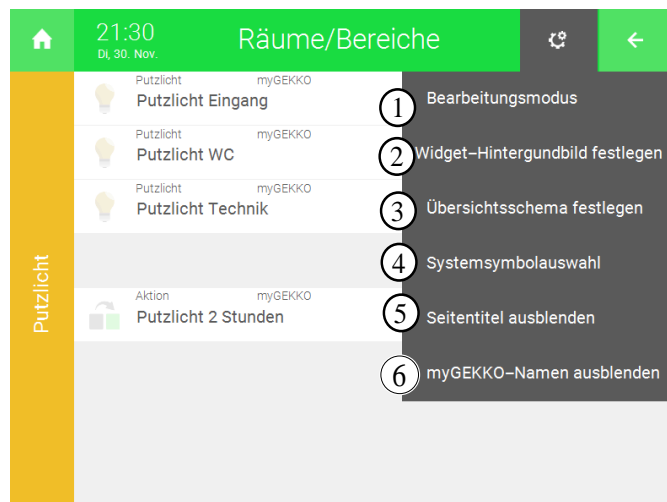 21:30
Di, 30. Nov.
Räume/Bereiche
Putzlicht
Putzlicht myGEKKO
Putzlicht Eingang
Putzlicht myGEKKO
Putzlicht WC
Putzlicht myGEKKO
Putzlicht Technik
Aktion myGEKKO
Putzlicht 2 Stunden
1 Bearbeitungsmodus
2 Widget-Hintergundbild festlegen
3 Übersichtsschema festlegen
4 Systemsymbolauswahl
5 Seitentitel ausblenden
6 myGEKKO-Namen ausblenden